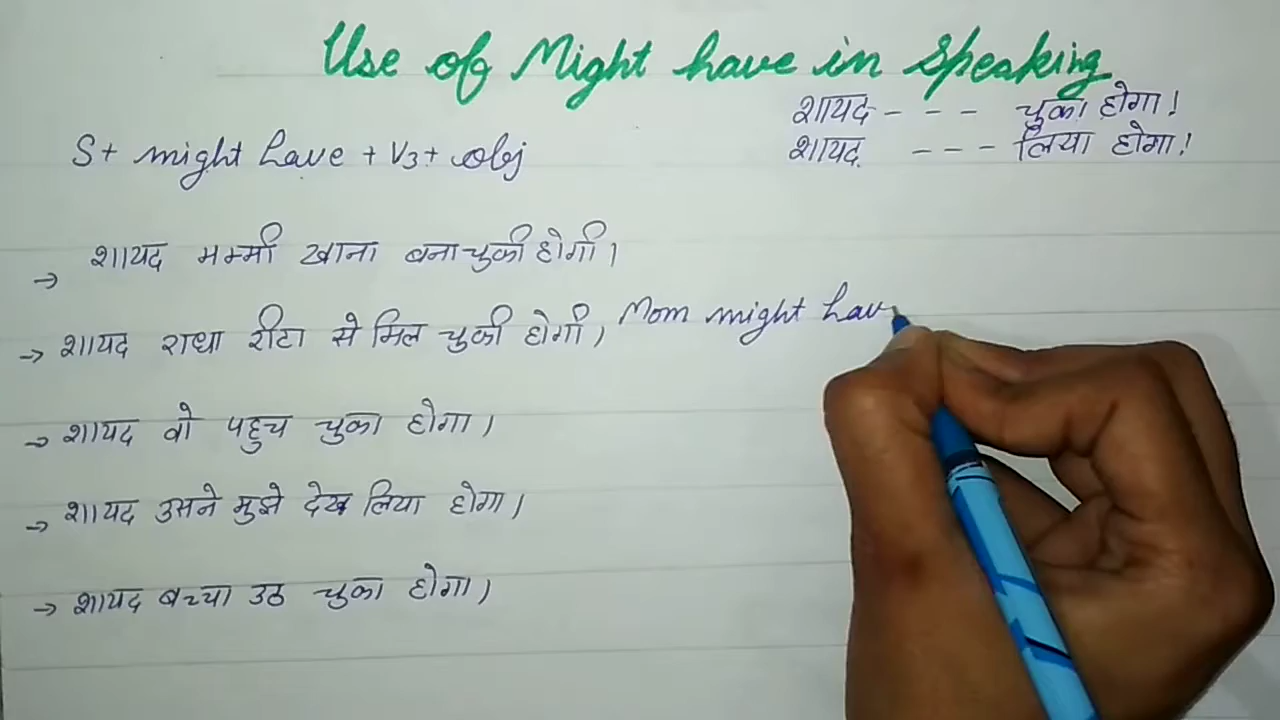 Use of Might have in Speaking
शायद - - - चुका होगा!
शायद - - - लिया होगा!
S+ might have + V3 + obj
शायद मम्मी खाना बना चुकी होगी।
→
→ शायद राधा रीटा से मिल चुकी होगी।
Mom might hav
→ शायद वो पहुच चुका होगा।
→ शायद उसने मुझे देख लिया होगा।
→ शायद बच्चा उठ चुका होगा।